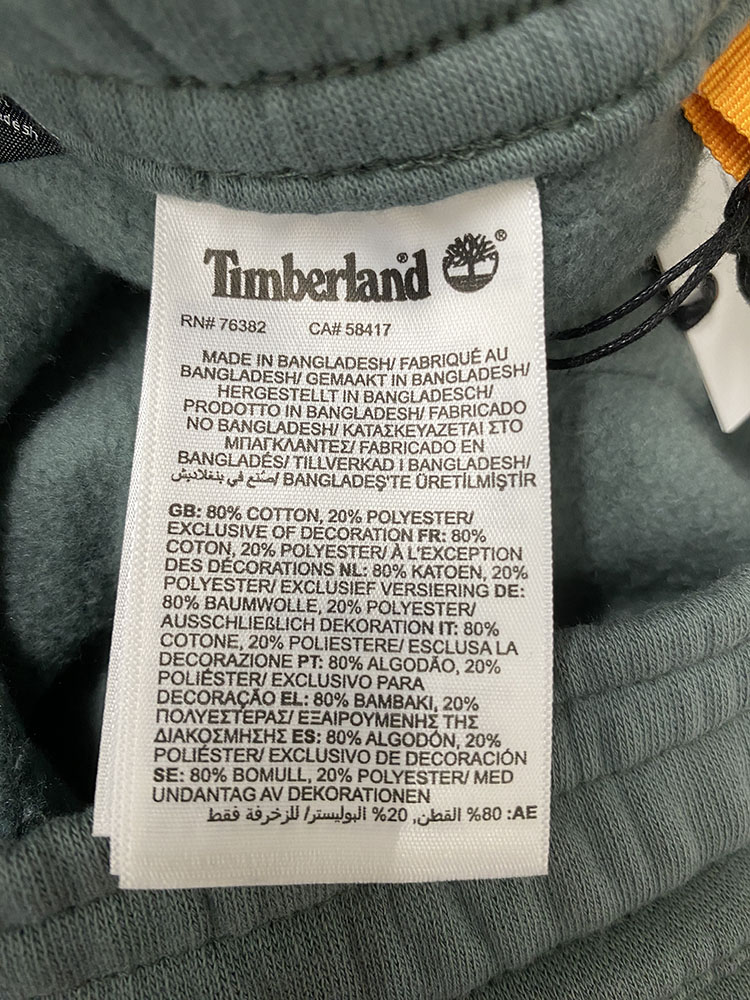 Timberland®
®
RN# 76382 CA# 58417
MADE IN BANGLADESH/ FABRIQUÉ AU
BANGLADESH/ GEMAAKT IN BANGLADESH/
HERGESTELLT IN BANGLADESCH/
PRODOTTO IN BANGLADESH/ FABRICADO
NO BANGLADESH/ ΚΑΤΑΣΚΕΥΑΖΕΤΑΙ ΣΤΟ
ΜΠΑΓΚΛΑΝΤΕΣ/ FABRICADO EN
BANGLADÉS/ TILLVERKAD I BANGLADESH/
صنّع في بنغلاديش/ BANGLADEŞ'TE ÜRETİLMİŞTİR
GB: 80% COTTON, 20% POLYESTER/
EXCLUSIVE OF DECORATION FR: 80%
COTON, 20% POLYESTER/ À L'EXCEPTION
DES DÉCORATIONS NL: 80% KATOEN, 20%
POLYESTER/ EXCLUSIEF VERSIERING DE:
80% BAUMWOLLE, 20% POLYESTER/
AUSSCHLIEßLICH DEKORATION IT: 80%
COTONE, 20% POLIESTERE/ ESCLUSA LA
DECORAZIONE PT: 80% ALGODÃO, 20%
POLIÉSTER/ EXCLUSIVO PARA
DECORAÇÃO EL: 80% ΒΑΜΒΑΚΙ, 20%
ΠΟΛΥΕΣΤΕΡΑΣ/ ΕΞΑΙΡΟΥΜΕΝΗΣ ΤΗΣ
ΔΙΑΚΟΣΜΗΣΗΣ ES: 80% ALGODÓN, 20%
POLIÉSTER/ EXCLUSIVO DE DECORACIÓN
SE: 80% BOMULL, 20% POLYESTER/ MED
UNDANTAG AV DEKORATIONEN
AE: 80% القطن, 20% البوليستر/ للزخرفة فقط